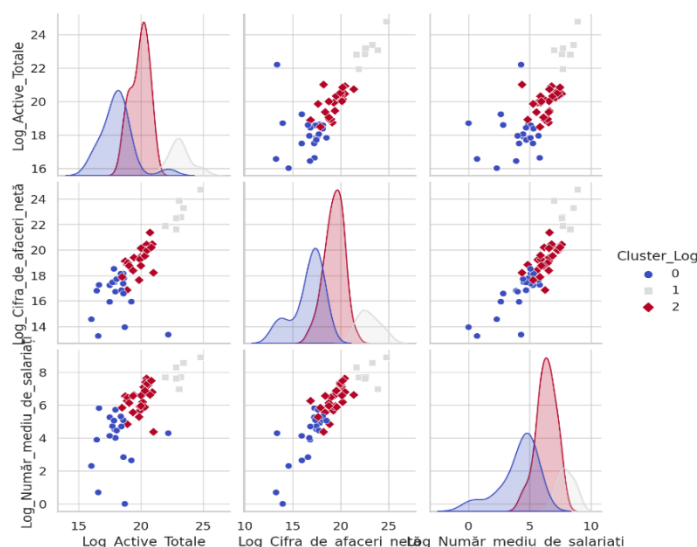 Log_Active_Totale
24
22
20
18
16
Log_Cifra_de_afaceri_netă
24
22
20
18
16
14
Log_Număr_mediu_de_salariati
8
6
4
2
0
15 20 25
Log_Active_Totale
10 15 20 25
Log_Cifra_de_afaceri_netă
0 5 10
Log_Număr_mediu_de_salariati
Cluster_Log
0
1
2